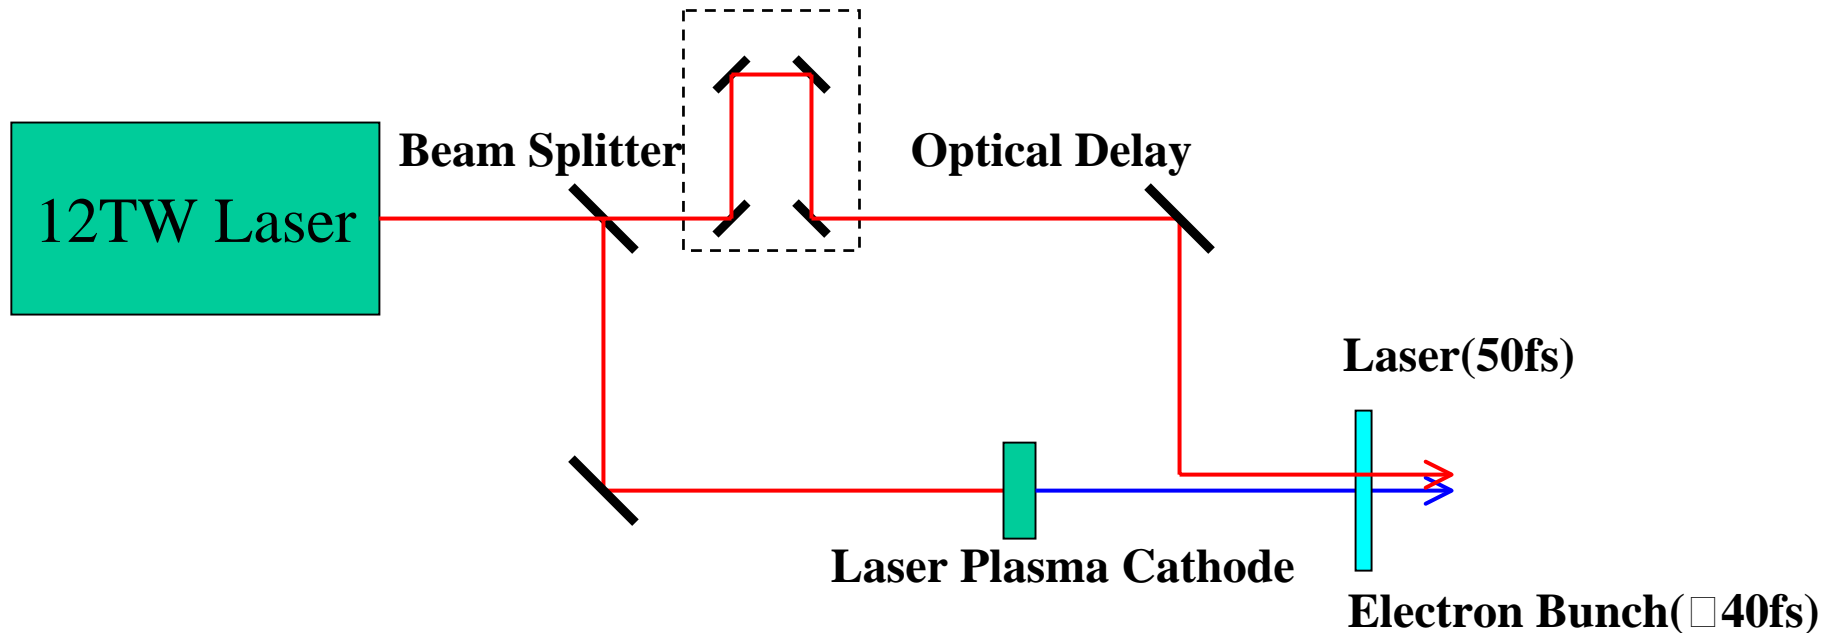 Beam Splitter
Optical Delay
12TW Laser
Laser(50fs)
Laser Plasma Cathode
Electron Bunch(□40fs)